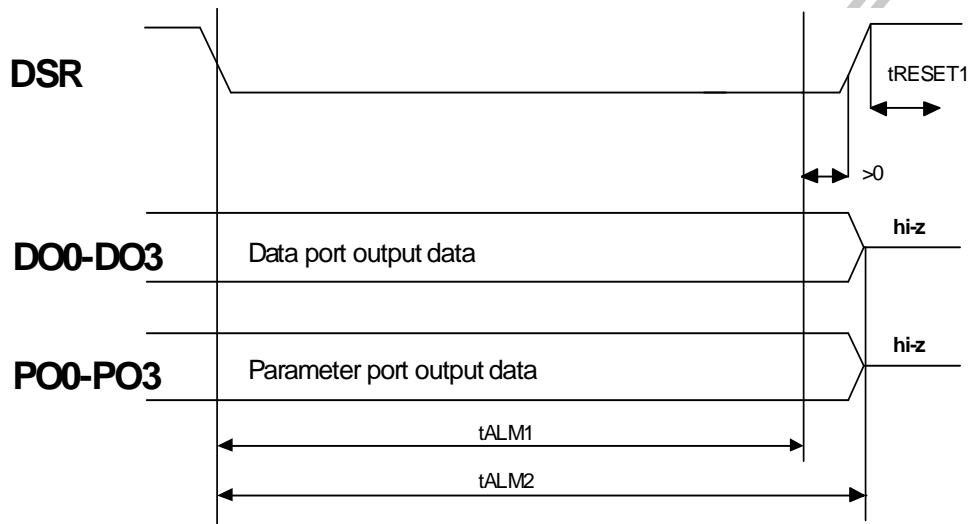 DSR
tRESET1
>0
hi-z
DO0-DO3
Data port output data
hi-z
PO0-PO3
Parameter port output data
tALM1
tALM2